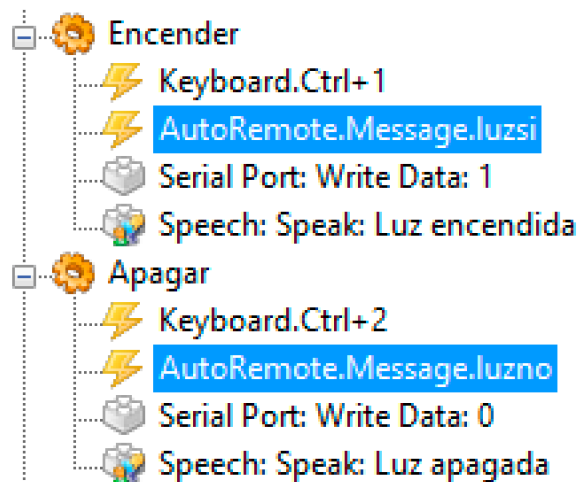 Encender
Keyboard.Ctrl+1
AutoRemote.Message.luzsi
Serial Port: Write Data: 1
Speech: Speak: Luz encendida
Apagar
Keyboard.Ctrl+2
AutoRemote.Message.luzno
Serial Port: Write Data: 0
Speech: Speak: Luz apagada